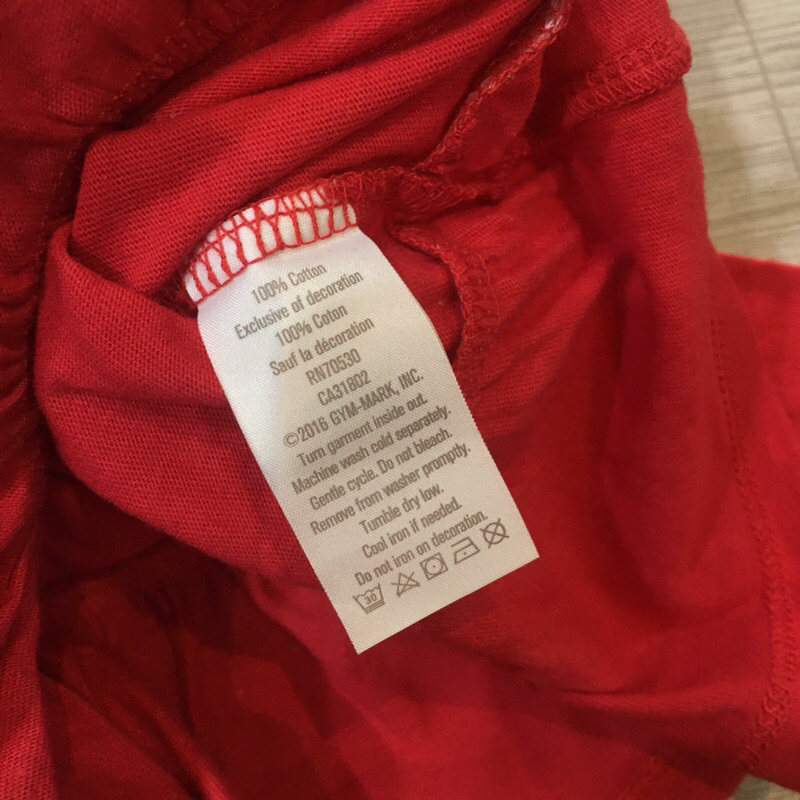 100% Cotton
Exclusive of decoration
100% Coton
Sauf la décoration
RN70530
CA31802
©2016 GYM-MARK, INC.
Turn garment inside out.
Machine wash cold separately.
Gentle cycle. Do not bleach.
Remove from washer promptly.
Tumble dry low.
Cool iron if needed.
Do not iron on decoration.
30